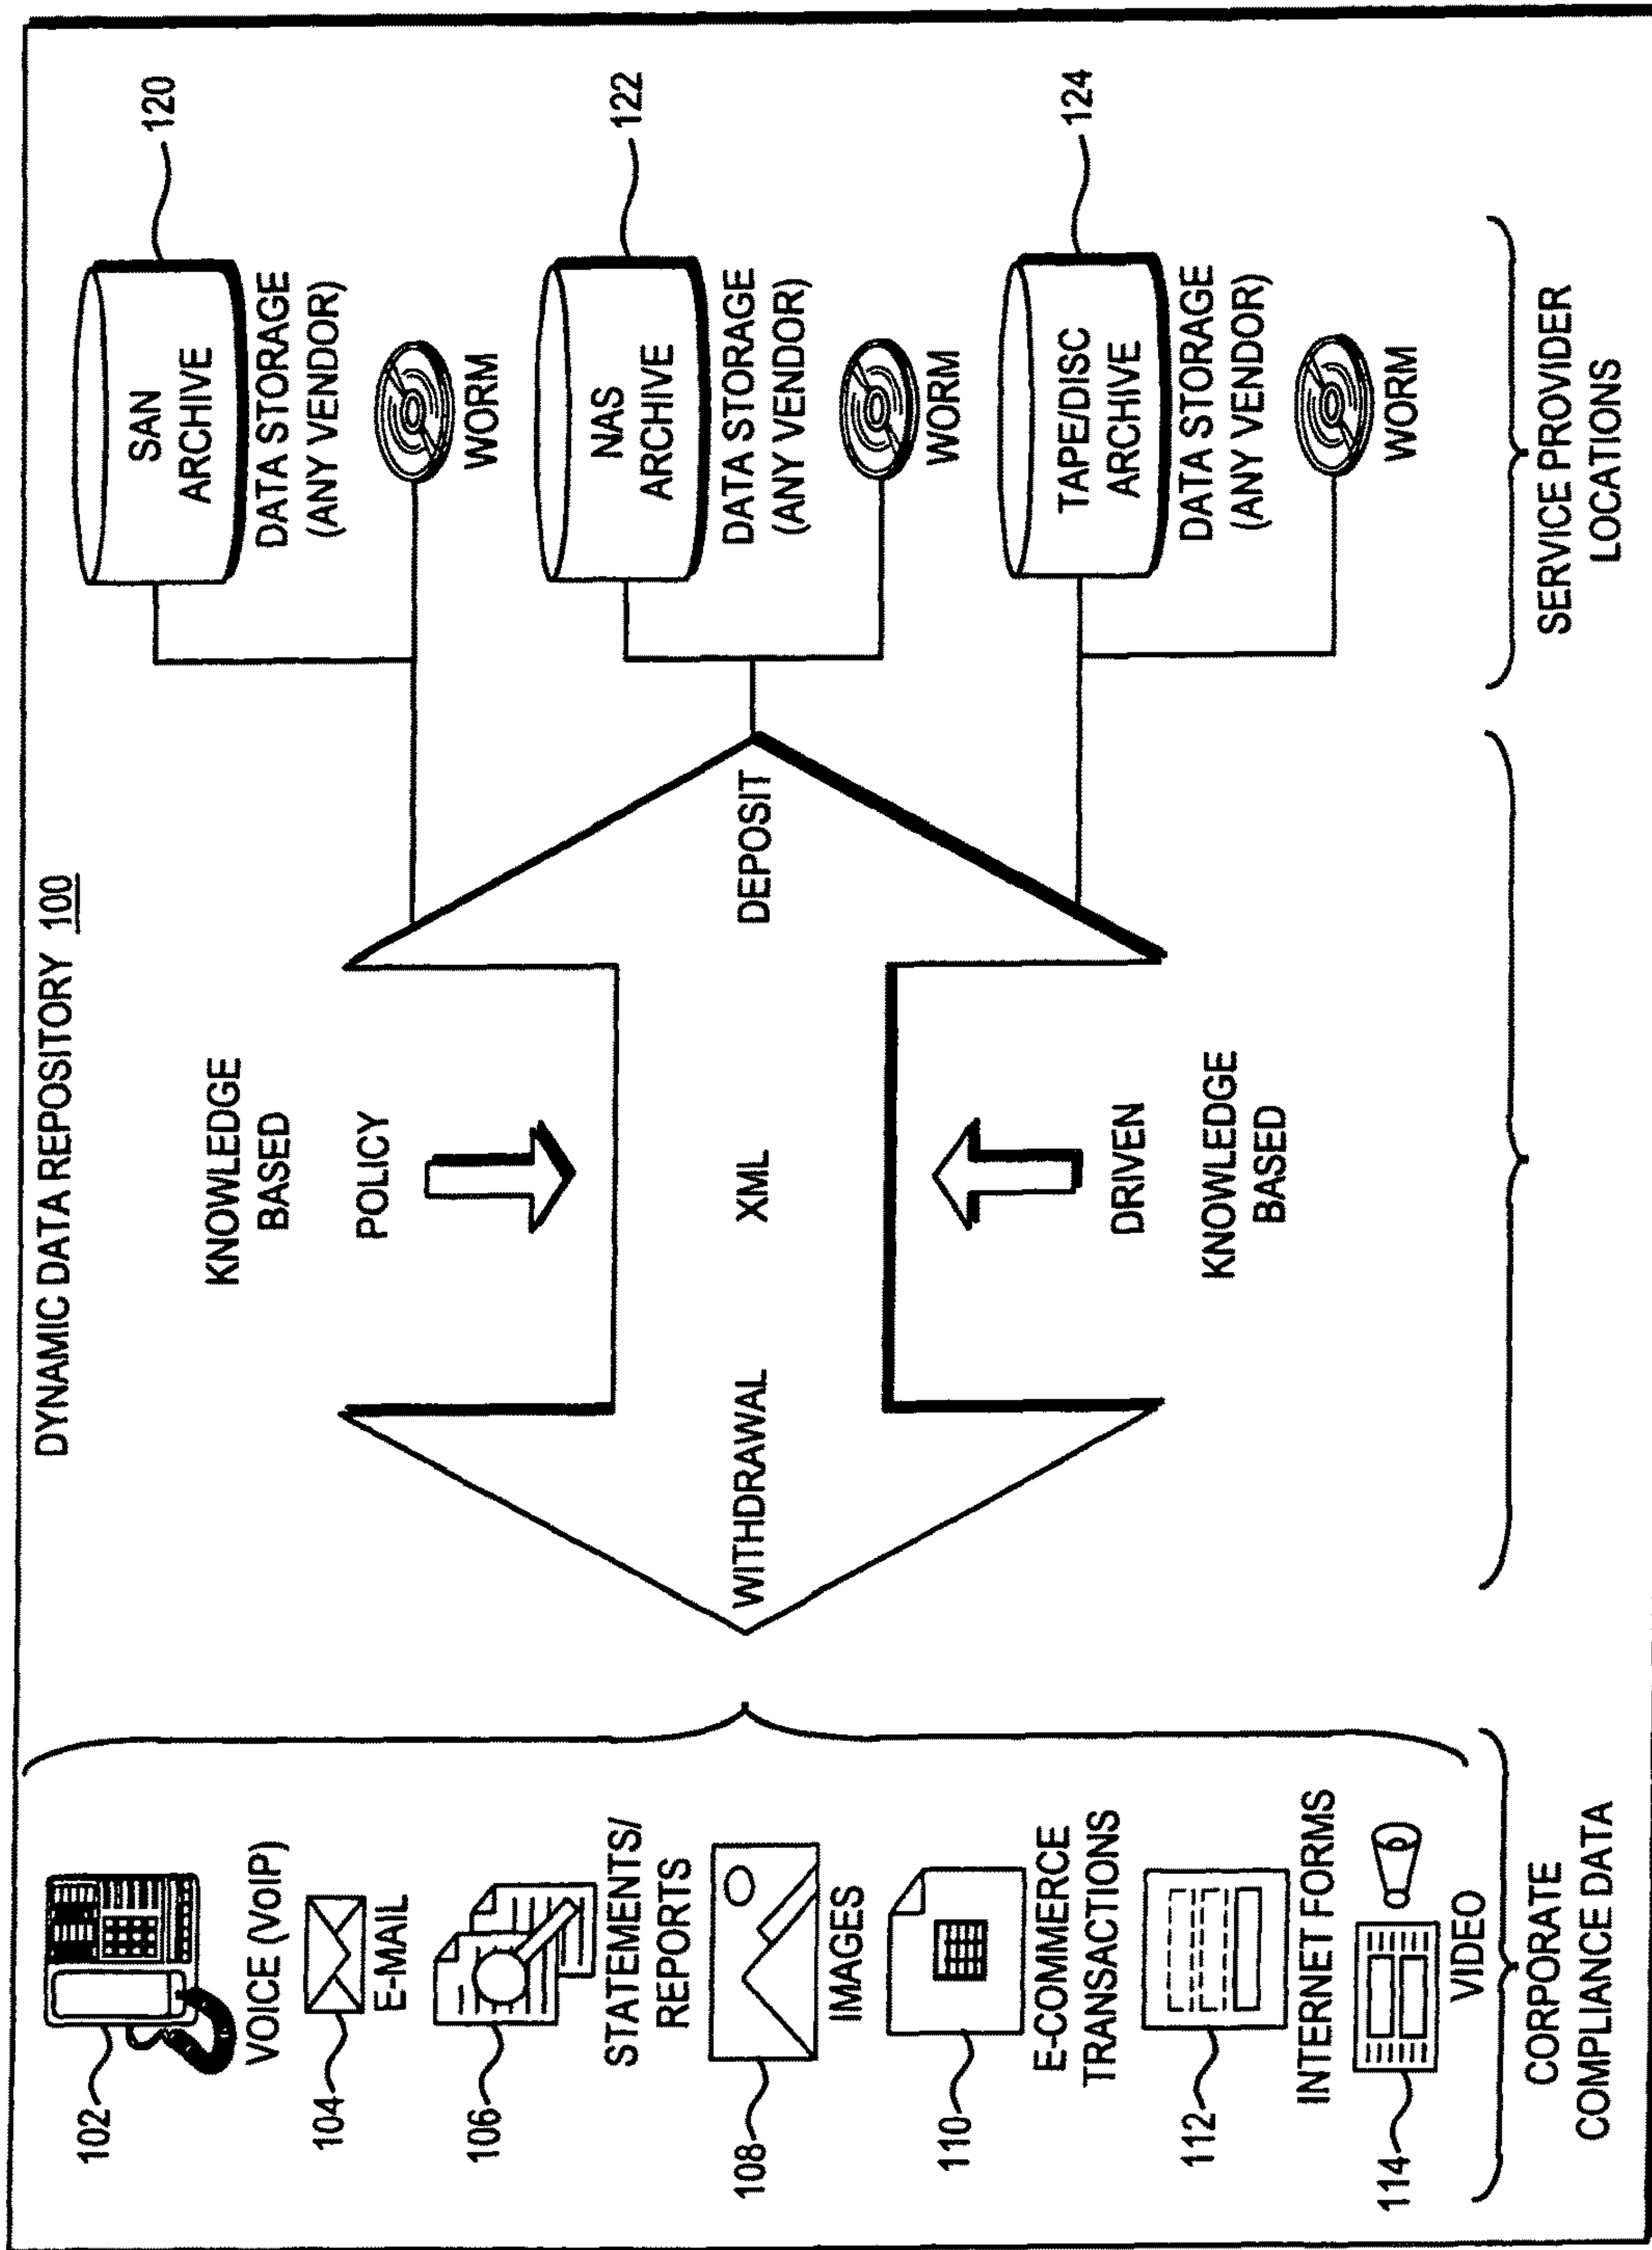 DYNAMIC DATA REPOSITORY 100
102
VOICE (VoIP)
104
E-MAIL
106
STATEMENTS/
REPORTS
108
IMAGES
110
E-COMMERCE
TRANSACTIONS
112
INTERNET FORMS
114
VIDEO
CORPORATE
COMPLIANCE DATA
KNOWLEDGE
BASED
POLICY
WITHDRAWAL
XML
DEPOSIT
DRIVEN
KNOWLEDGE
BASED
120
SAN
ARCHIVE
DATA STORAGE
(ANY VENDOR)
WORM
122
NAS
ARCHIVE
DATA STORAGE
(ANY VENDOR)
WORM
124
TAPE/DISC
ARCHIVE
DATA STORAGE
(ANY VENDOR)
WORM
SERVICE PROVIDER
LOCATIONS